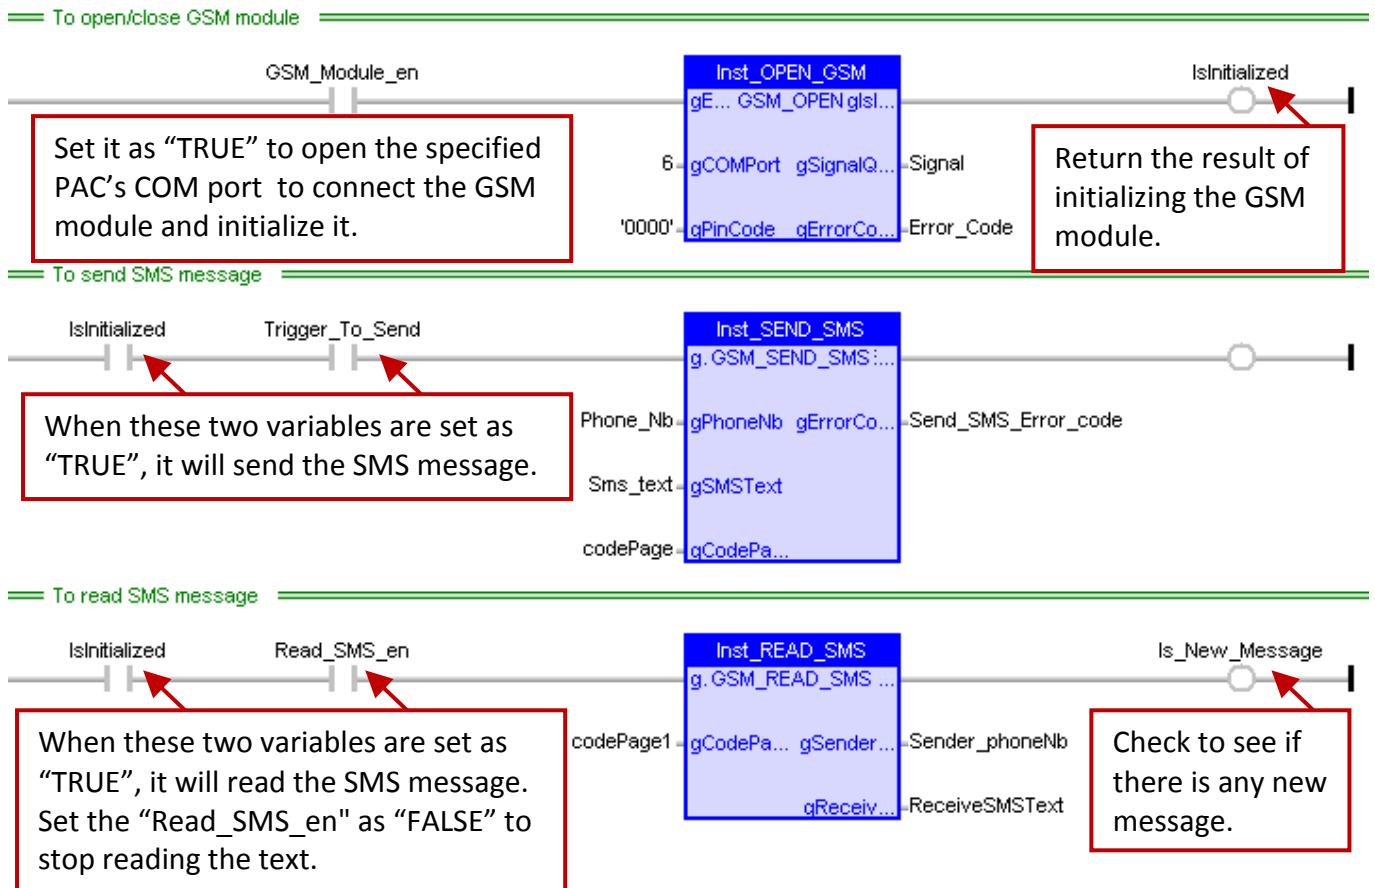 To open/close GSM module
GSM_Module_en
Inst_OPEN_GSM
IsInitialized
gE... GSM_OPEN gIsI...
Set it as “TRUE” to open the specified
PAC’s COM port to connect the GSM
module and initialize it.
6 gCOMPort gSignalQ... Signal
'0000' gPinCode gErrorCo... Error_Code
Return the result of
initializing the GSM
module.
To send SMS message
IsInitialized
Trigger_To_Send
Inst_SEND_SMS
g. GSM_SEND_SMS :...
When these two variables are set as
“TRUE”, it will send the SMS message.
Phone_Nb gPhoneNb gErrorCo... Send_SMS_Error_code
Sms_text gSMSText
codePage gCodePa...
To read SMS message
IsInitialized
Read_SMS_en
Inst_READ_SMS
Is_New_Message
g. GSM_READ_SMS ...
When these two variables are set as
“TRUE”, it will read the SMS message.
Set the “Read_SMS_en" as “FALSE” to
stop reading the text.
codePage1 gCodePa... gSender... Sender_phoneNb
gReceiv... ReceiveSMSText
Check to see if
there is any new
message.